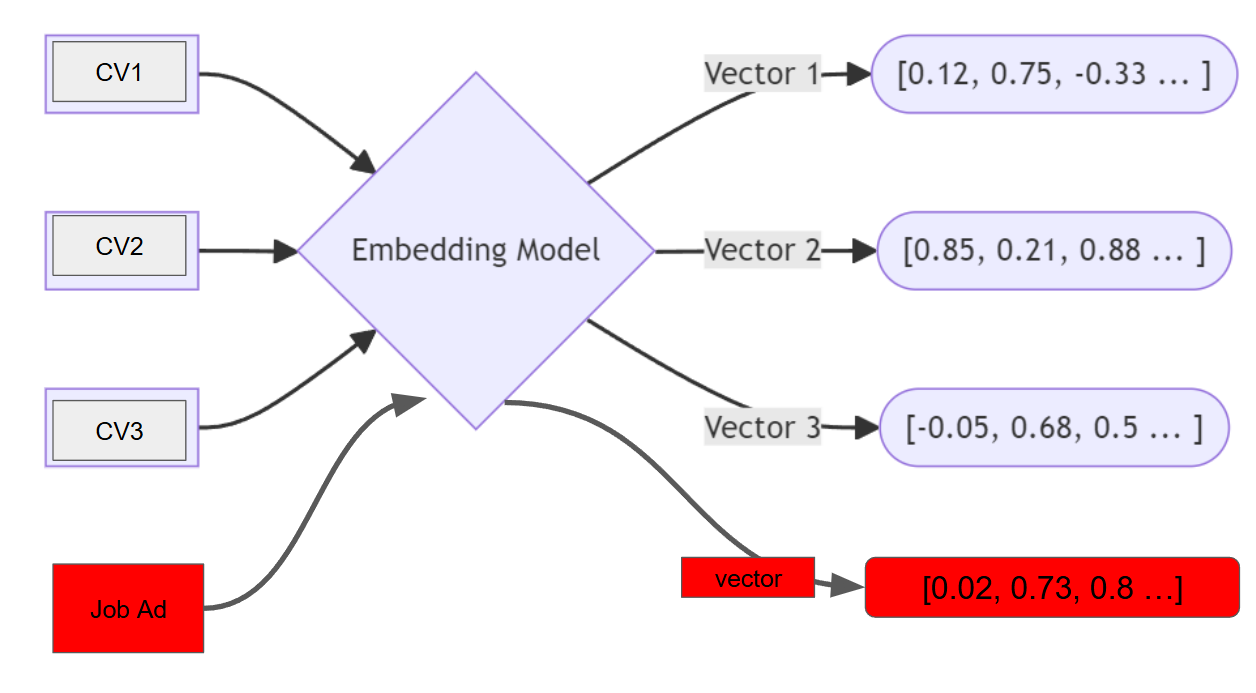 CV1
Vector 1
[0.12, 0.75, -0.33 ... ]
CV2
Embedding Model
Vector 2
[0.85, 0.21, 0.88 ... ]
CV3
Vector 3
[-0.05, 0.68, 0.5 ... ]
Job Ad
vector
[0.02, 0.73, 0.8 ...]